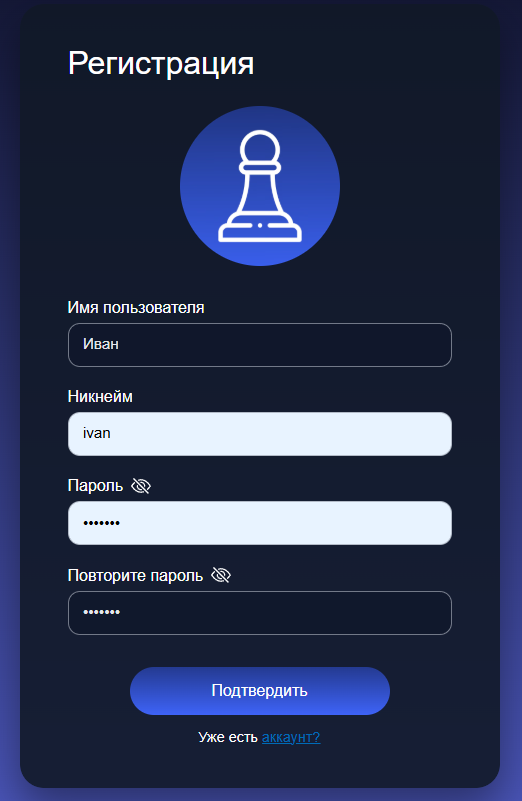 Регистрация
Имя пользователя
Иван
Никнейм
ivan
Пароль
•••••••
Повторите пароль
•••••••
Подтвердить
Уже есть аккаунт?